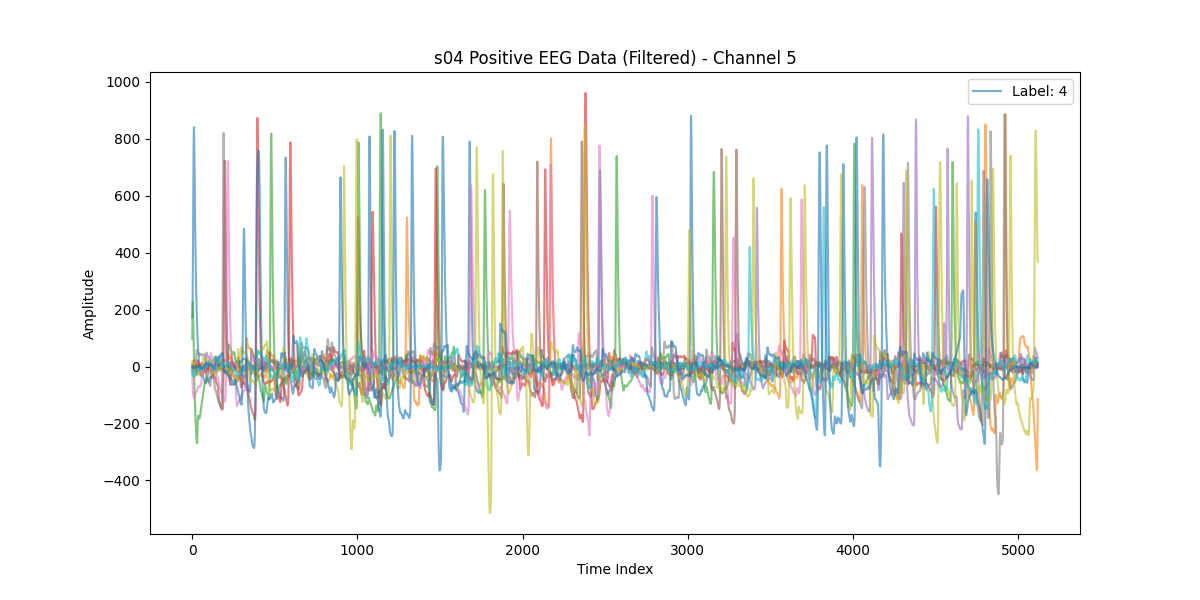 s04 Positive EEG Data (Filtered) - Channel 5
Label: 4
1000
800
600
400
200
0
−200
−400
Amplitude
0 1000 2000 3000 4000 5000
Time Index